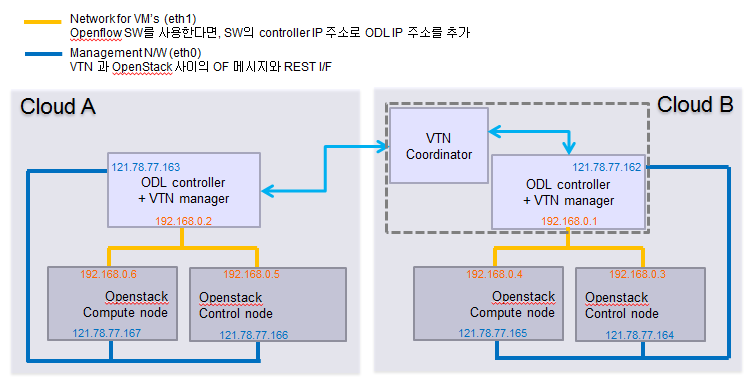 Network for VM's (eth1)
Openflow SW를 사용한다면, SW의 controller IP 주소로 ODL IP 주소를 추가
Management N/W (eth0)
VTN 과 OpenStack 사이의 OF 메시지와 REST I/F
Cloud A
121.78.77.163
ODL controller
+ VTN manager
192.168.0.2
192.168.0.6
Openstack
Compute node
121.78.77.167
192.168.0.5
Openstack
Control node
121.78.77.166
Cloud B
VTN
Coordinator
121.78.77.162
ODL controller
+ VTN manager
192.168.0.1
192.168.0.4
Openstack
Compute node
121.78.77.165
192.168.0.3
Openstack
Control node
121.78.77.164